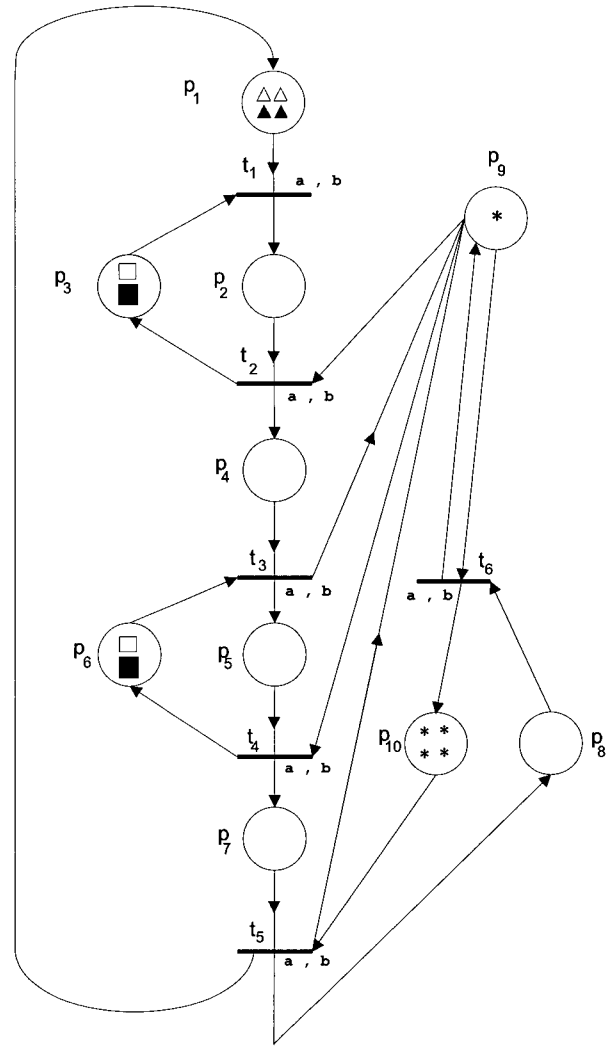 p1
t1 a , b
p9
*
p3 p2
t2
a , b
p4
t3 t6
a , b a , b
p6 p5
t4 p10 * * p8
a , b * *
p7
t5
a , b